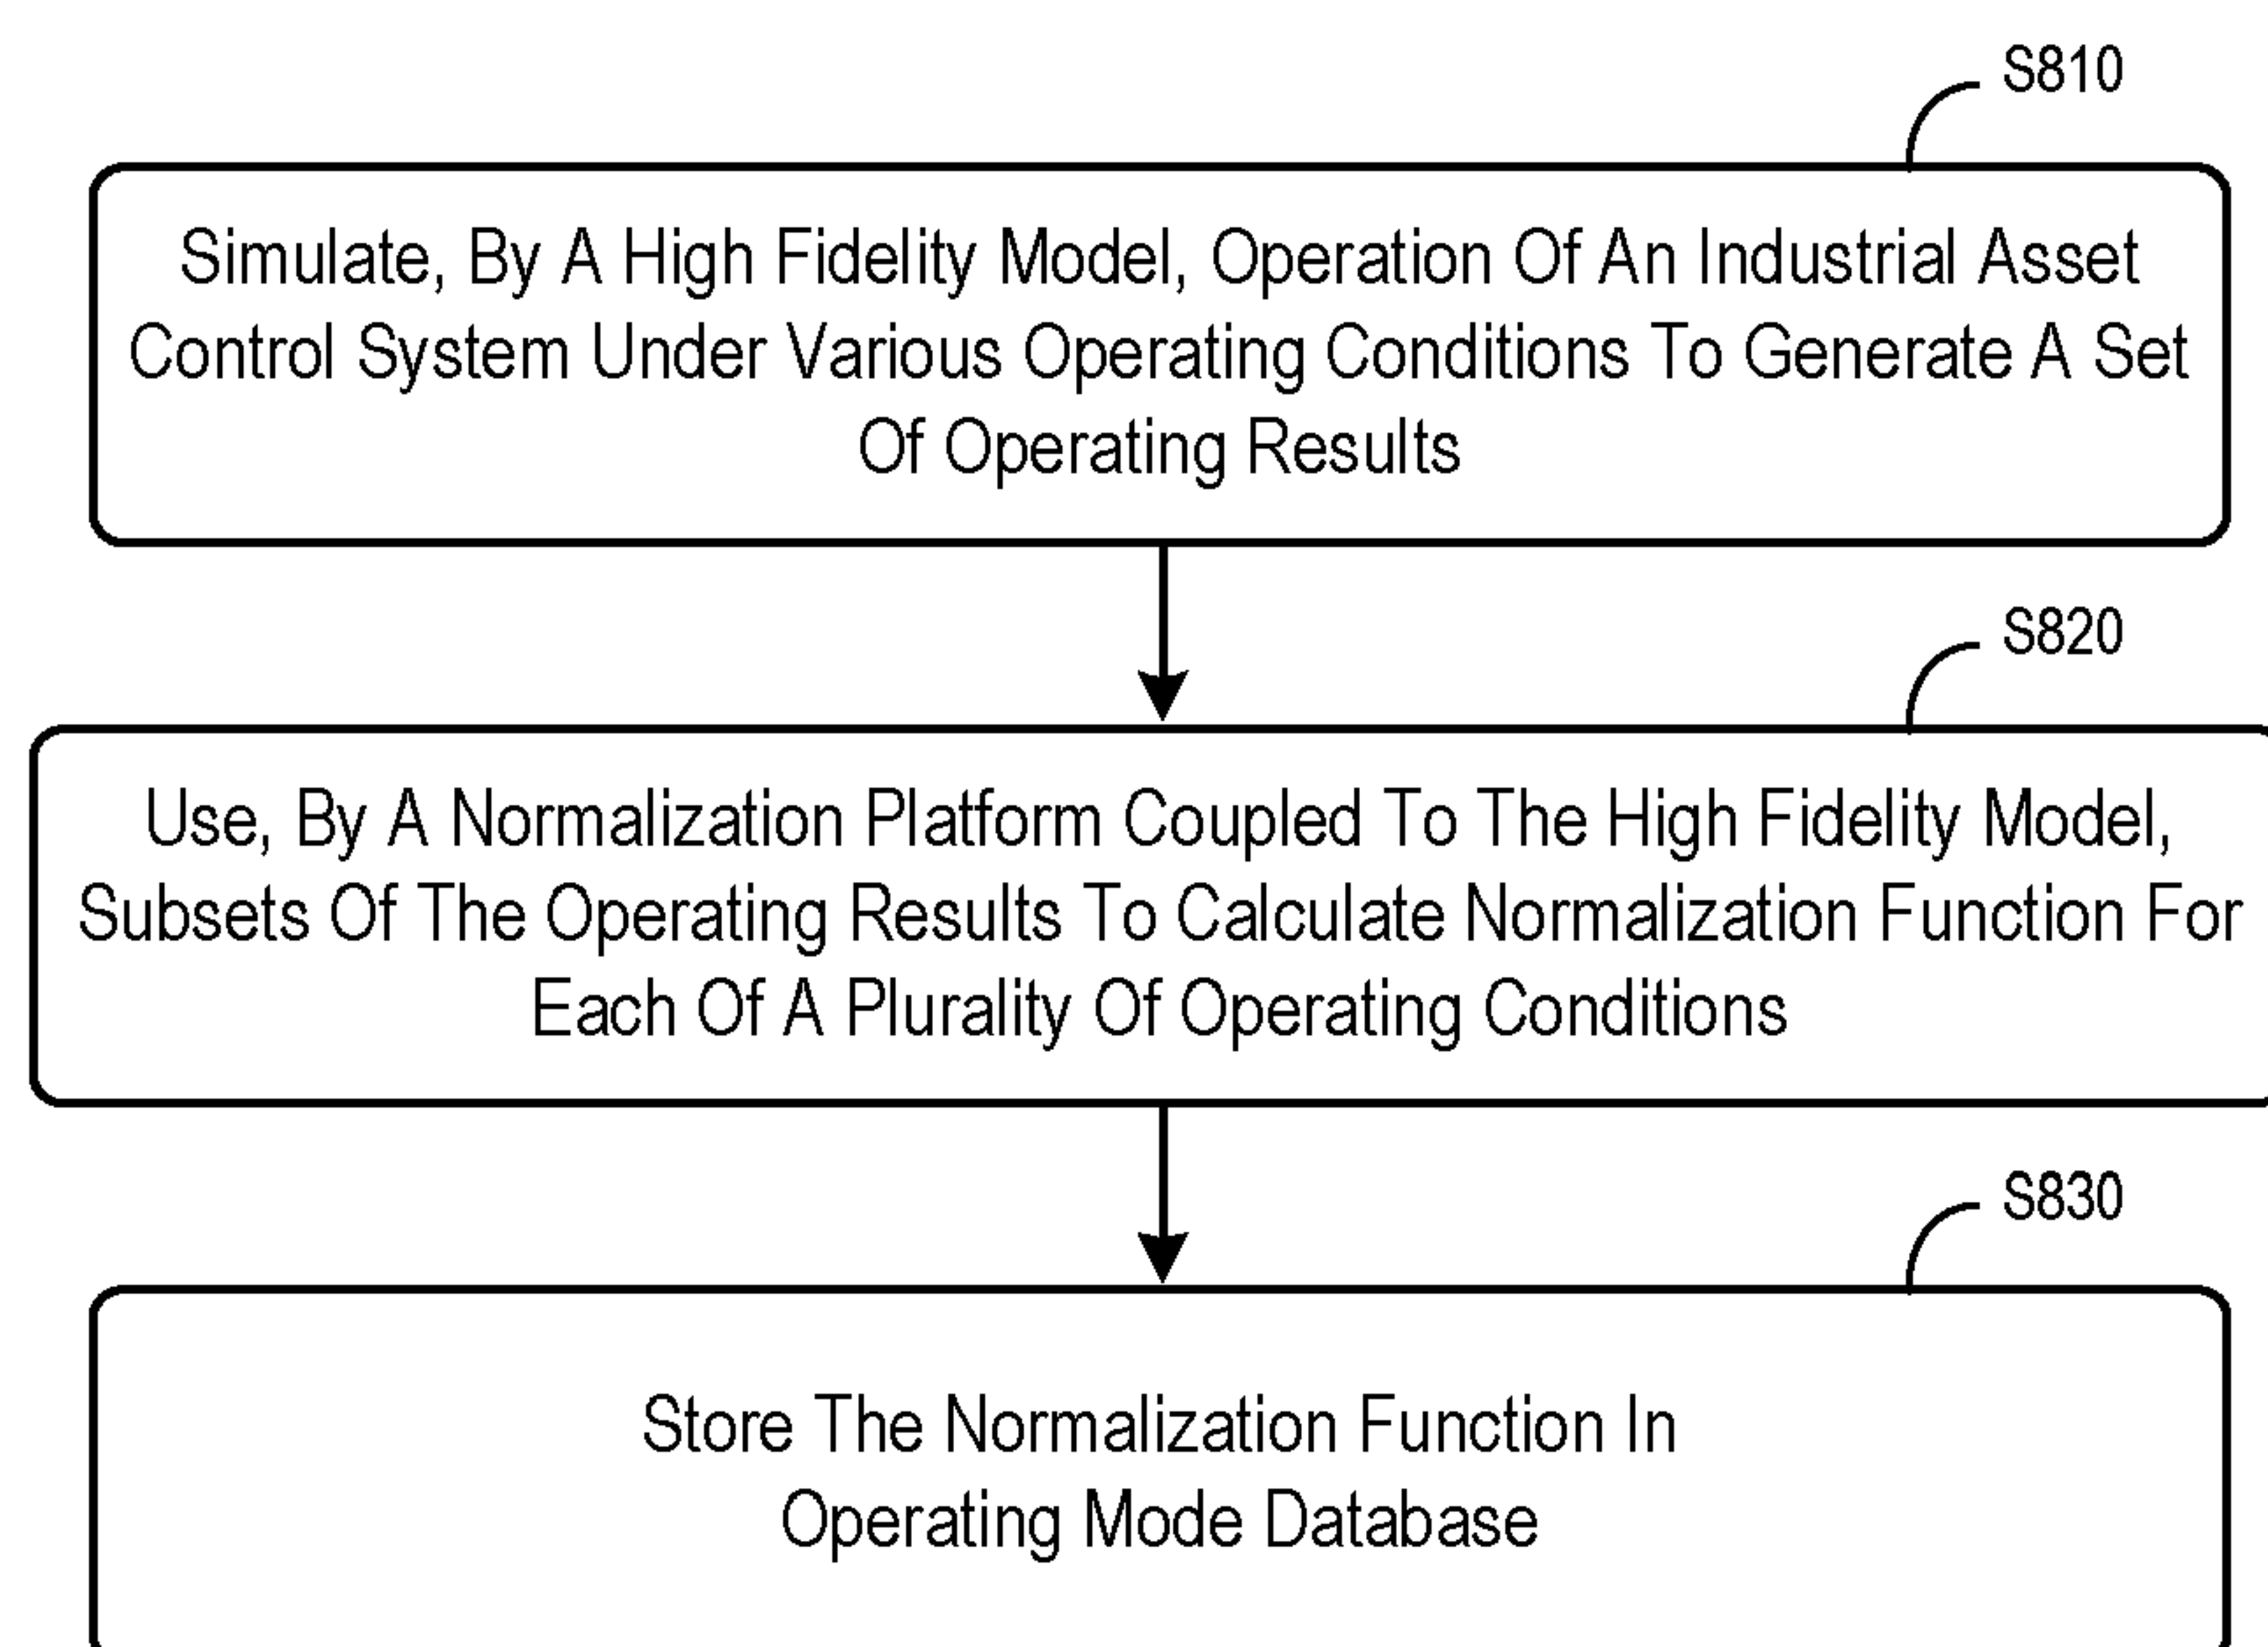 S810
Simulate, By A High Fidelity Model, Operation Of An Industrial Asset
Control System Under Various Operating Conditions To Generate A Set
Of Operating Results
S820
Use, By A Normalization Platform Coupled To The High Fidelity Model,
Subsets Of The Operating Results To Calculate Normalization Function For
Each Of A Plurality Of Operating Conditions
S830
Store The Normalization Function In
Operating Mode Database